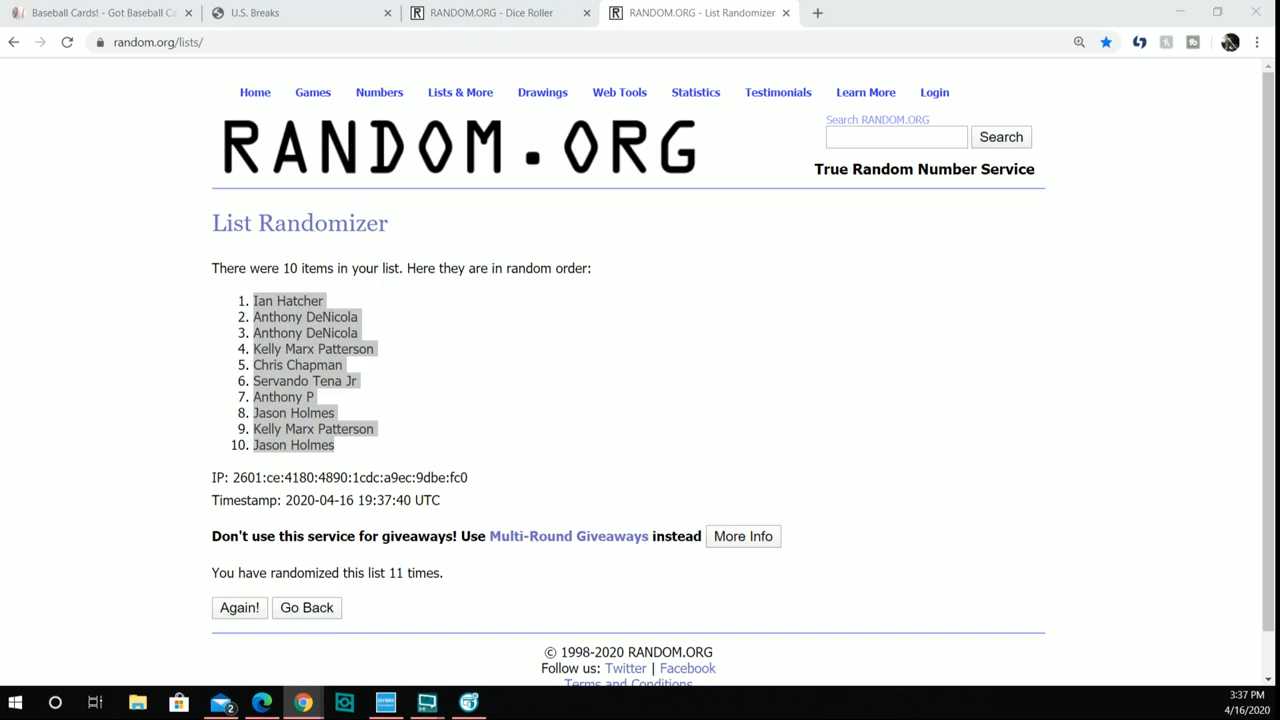 Baseball Cards! - Got Baseball Ca
U.S. Breaks
RANDOM.ORG - Dice Roller
RANDOM.ORG - List Randomizer
random.org/lists/
Home Games Numbers Lists & More Drawings Web Tools Statistics Testimonials Learn More Login
RANDOM.ORG
Search RANDOM.ORG
Search
True Random Number Service
List Randomizer
There were 10 items in your list. Here they are in random order:
1. Ian Hatcher
2. Anthony DeNicola
3. Anthony DeNicola
4. Kelly Marx Patterson
5. Chris Chapman
6. Servando Tena Jr
7. Anthony P
8. Jason Holmes
9. Kelly Marx Patterson
10. Jason Holmes
IP: 2601:ce:4180:4890:1cdc:a9ec:9dbe:fc0
Timestamp: 2020-04-16 19:37:40 UTC
Don't use this service for giveaways! Use Multi-Round Giveaways instead More Info
You have randomized this list 11 times.
Again! Go Back
© 1998-2020 RANDOM.ORG
Follow us: Twitter | Facebook
Terms and Conditions
2
3:37 PM
4/16/2020